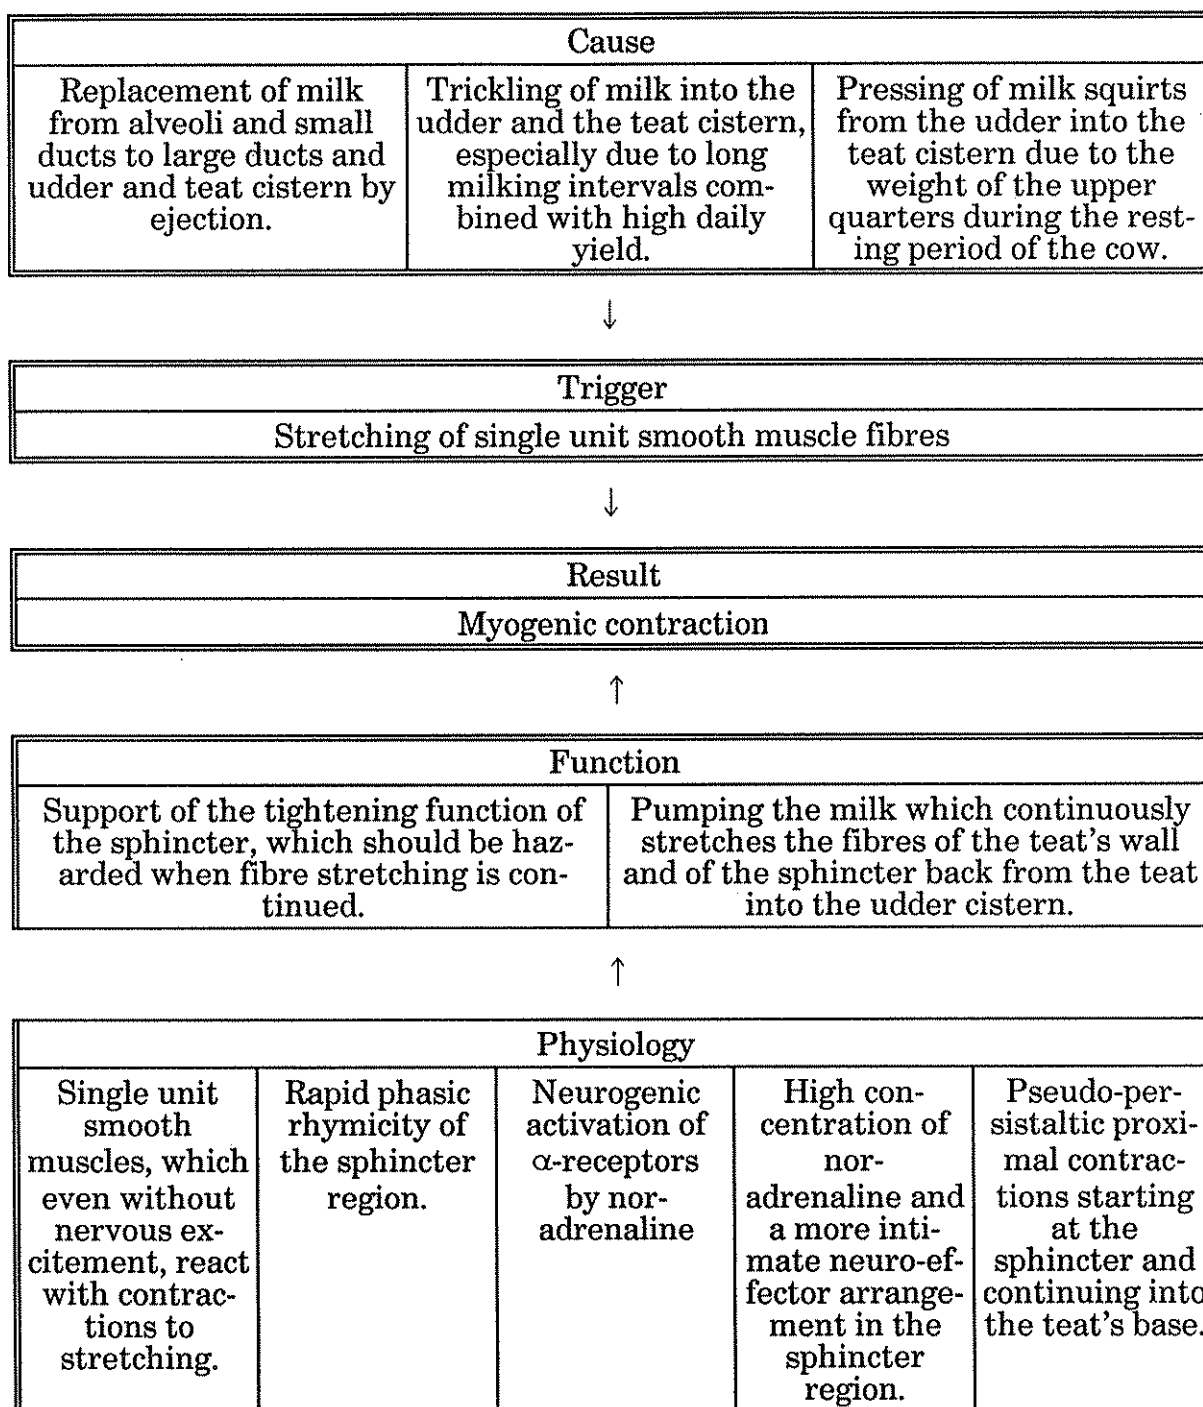 Cause
Replacement of milk
from alveoli and small
ducts to large ducts and
udder and teat cistern by
ejection.
Trickling of milk into the
udder and the teat cistern,
especially due to long
milking intervals com-
bined with high daily
yield.
Pressing of milk squirts
from the udder into the
teat cistern due to the
weight of the upper
quarters during the rest-
ing period of the cow.
↓
Trigger
Stretching of single unit smooth muscle fibres
↓
Result
Myogenic contraction
↑
Function
Support of the tightening function of
the sphincter, which should be haz-
arded when fibre stretching is con-
tinued.
Pumping the milk which continuously
stretches the fibres of the teat's wall
and of the sphincter back from the teat
into the udder cistern.
↑
Physiology
Single unit
smooth
muscles, which
even without
nervous ex-
citement, react
with contrac-
tions to
stretching.
Rapid phasic
rhymicity of
the sphincter
region.
Neurogenic
activation of
α-receptors
by nor-
adrenaline
High con-
centration of
nor-
adrenaline and
a more inti-
mate neuro-ef-
fector arrange-
ment in the
sphincter
region.
Pseudo-per-
sistaltic proxi-
mal contrac-
tions starting
at the
sphincter and
continuing into
the teat's base.